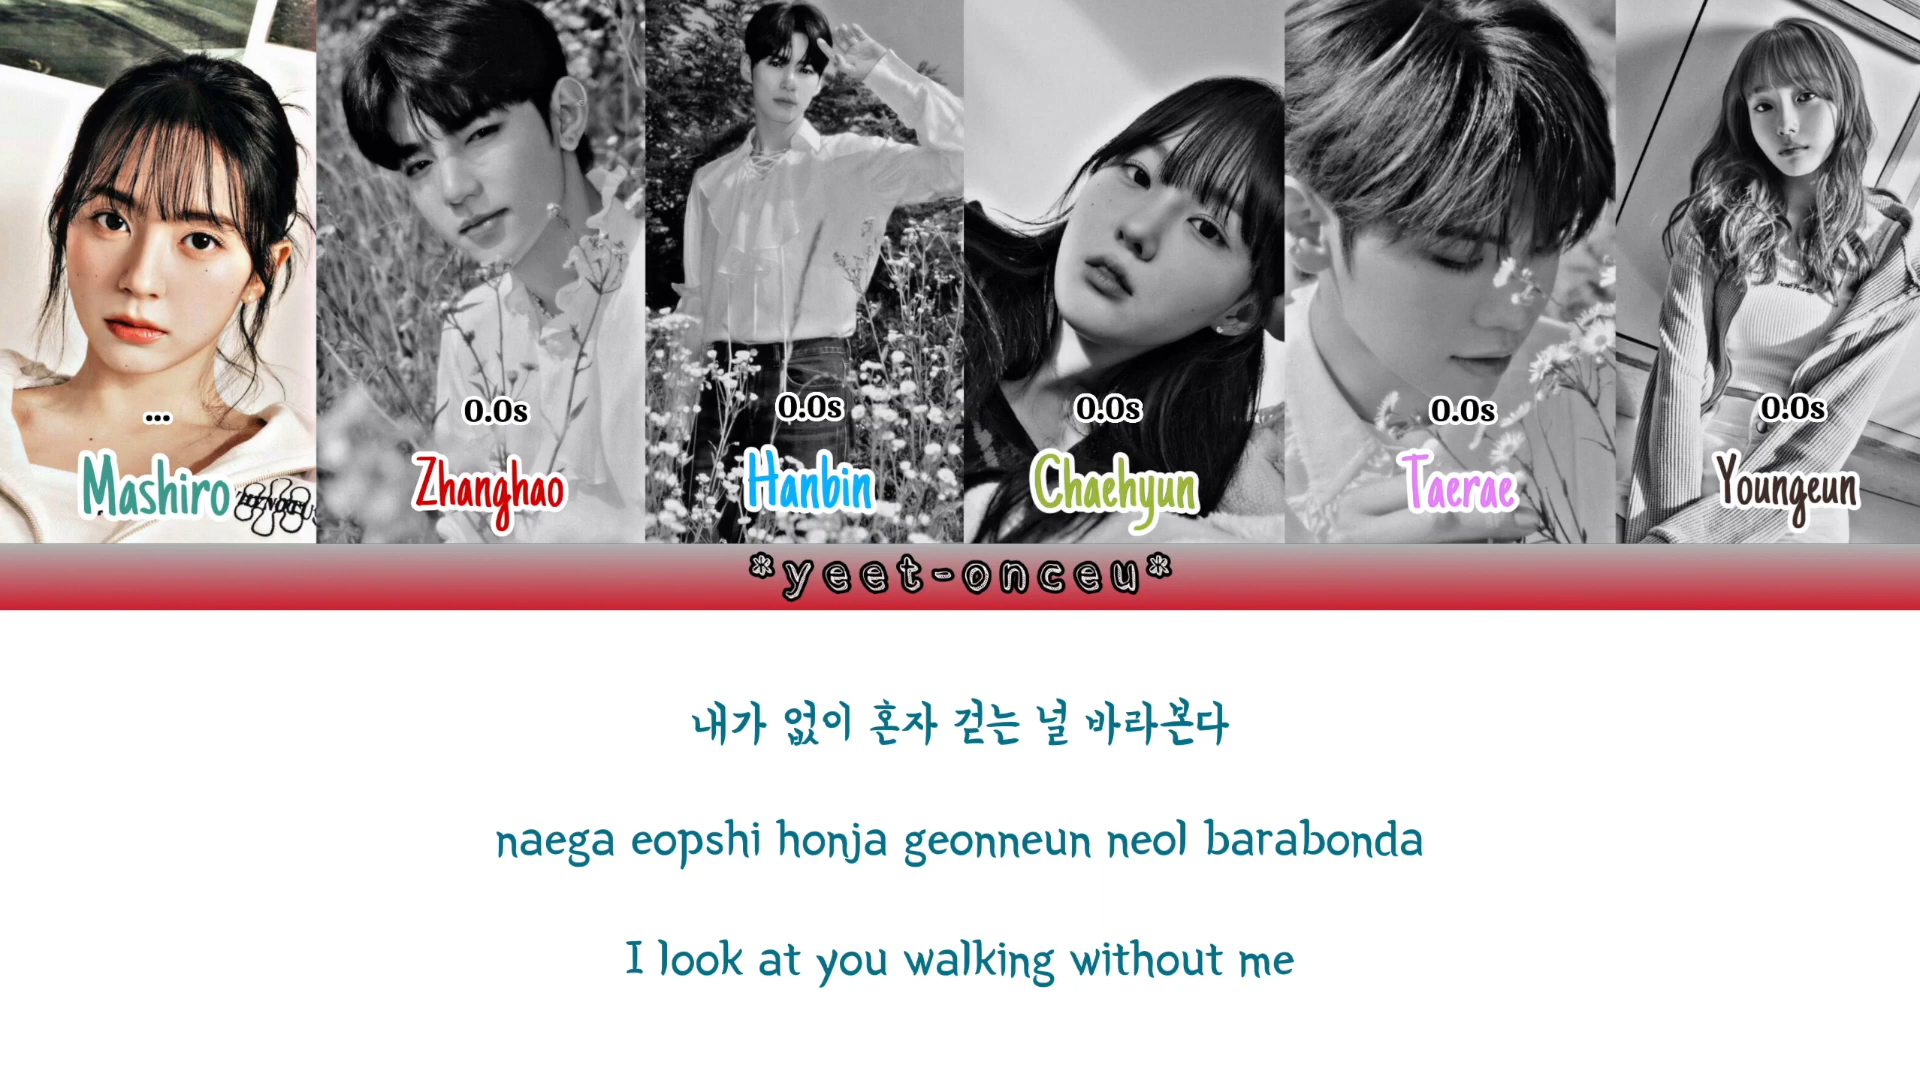 ... 0.0s 0.0s 0.0s 0.0s 0.0s
Mashiro Zhanghao Hanbin Chaehyun Taerae Youngeun
*yeet-onceu*
내가 없이 혼자 걷는 널 바라본다
naega eopshi honja geonneun neol barabonda
I look at you walking without me